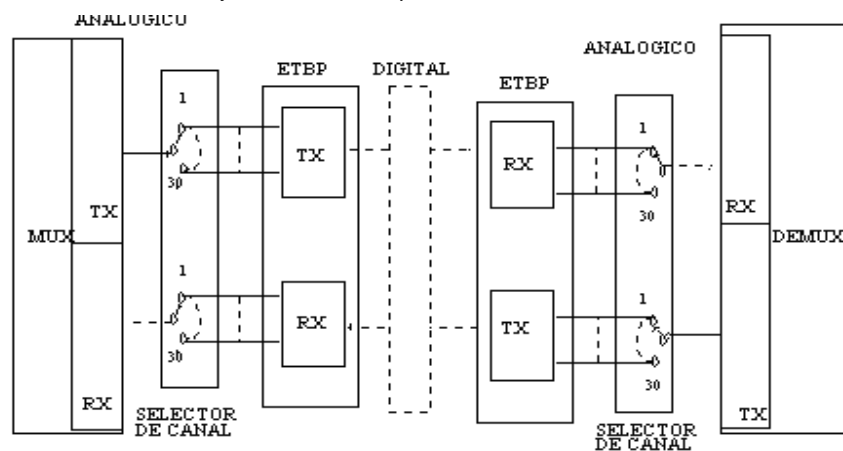 ANALOGICO
ANALOGICO
ETBP
DIGITAL
ETBP
1
1
TX
RX
30
30
TX
RX
MUX
DEMUX
1
1
RX
TX
30
30
RX
TX
SELECTOR
DE CANAL
SELECTOR
DE CANAL